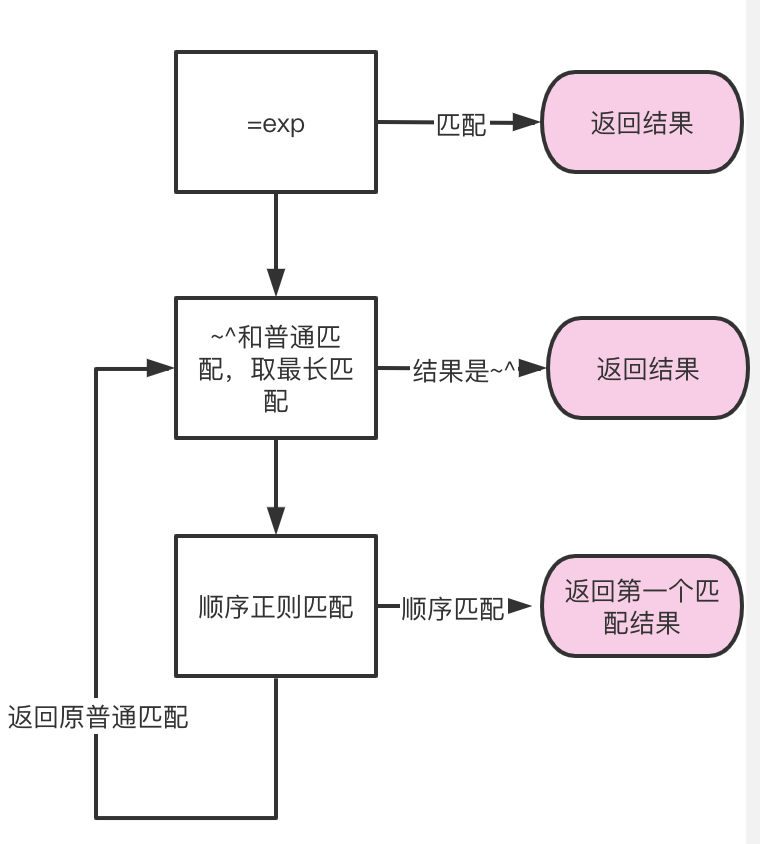 =exp
匹配
返回结果
~^和普通匹
配，取最长匹
配
结果是~^
返回结果
顺序正则匹配
顺序匹配
返回第一个匹
配结果
返回原普通匹配